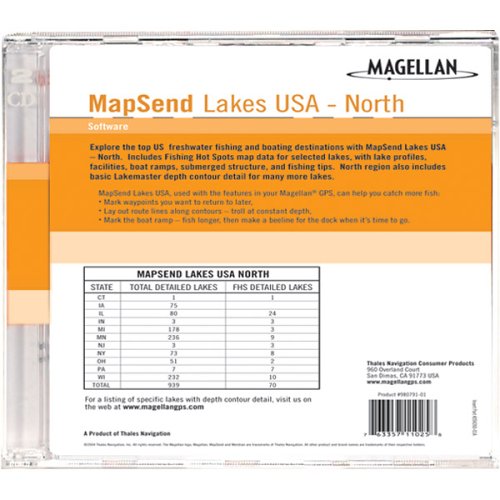 MAGELLAN
MapSend Lakes USA - North
Software
Explore the top US freshwater fishing and boating destinations with MapSend Lakes USA
– North. Includes Fishing Hot Spots map data for selected lakes, with lake profiles,
facilities, boat ramps, submerged structure, and fishing tips. North region also includes
basic Lakemaster depth contour detail for many more lakes.
MapSend Lakes USA, used with the features in your Magellan® GPS, can help you catch more fish:
• Mark waypoints you want to return to later,
• Lay out route lines along contours – troll at constant depth,
• Mark the boat ramp – fish longer, then make a beeline for the dock when it's time to go.
MAPSEND LAKES USA NORTH
STATE TOTAL DETAILED LAKES FHS DETAILED LAKES
CT 1 1
IA 75
IL 80 24
IN 3 3
MI 178 3
MN 236 9
NJ 3 3
NY 73 8
OH 51 2
PA 7 7
WI 232 10
TOTAL 939 70
For a listing of specific lakes with depth contour detail, visit us on
the web at www.magellangps.com
A Product of Thales Navigation
Thales Navigation Consumer Products
960 Overland Court
San Dimas, CA 91773 USA
www.magellangps.com
Product #980791-01
7 63357 11025 8